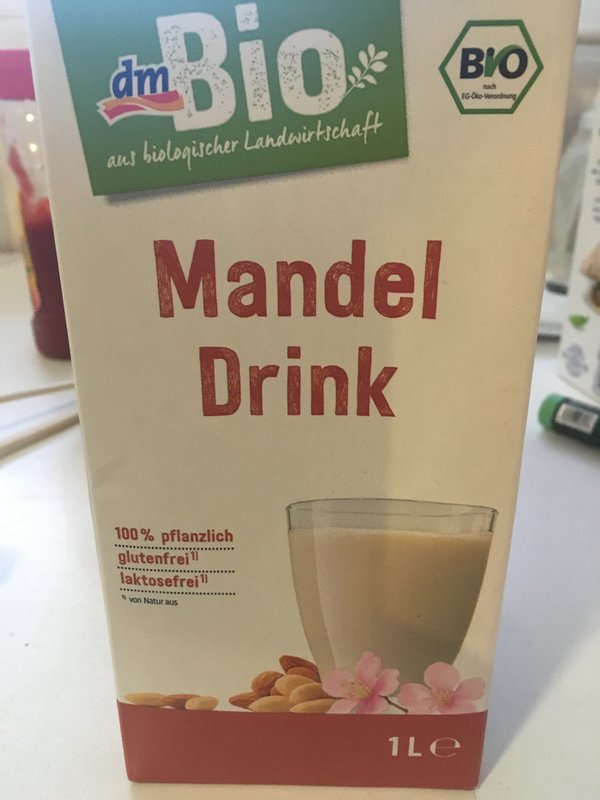 dm Bio
aus biologischer Landwirtschaft
BIO
nach
EG-Öko-Verordnung
Mandel
Drink
100% pflanzlich
glutenfrei¹⁾
laktosefrei¹⁾
¹⁾ von Natur aus
1 L ℮